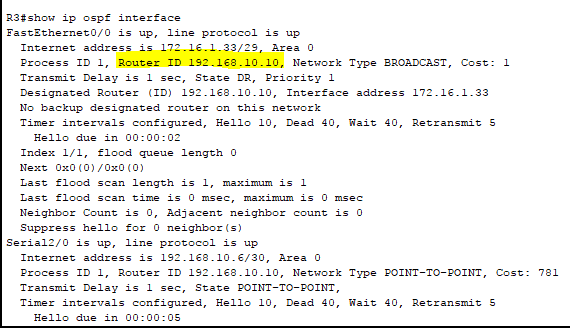 R3#show ip ospf interface
FastEthernet0/0 is up, line protocol is up
Internet address is 172.16.1.33/29, Area 0
Process ID 1, Router ID 192.168.10.10, Network Type BROADCAST, Cost: 1
Transmit Delay is 1 sec, State DR, Priority 1
Designated Router (ID) 192.168.10.10, Interface address 172.16.1.33
No backup designated router on this network
Timer intervals configured, Hello 10, Dead 40, Wait 40, Retransmit 5
Hello due in 00:00:02
Index 1/1, flood queue length 0
Next 0x0(0)/0x0(0)
Last flood scan length is 1, maximum is 1
Last flood scan time is 0 msec, maximum is 0 msec
Neighbor Count is 0, Adjacent neighbor count is 0
Suppress hello for 0 neighbor(s)
Serial2/0 is up, line protocol is up
Internet address is 192.168.10.6/30, Area 0
Process ID 1, Router ID 192.168.10.10, Network Type POINT-TO-POINT, Cost: 781
Transmit Delay is 1 sec, State POINT-TO-POINT,
Timer intervals configured, Hello 10, Dead 40, Wait 40, Retransmit 5
Hello due in 00:00:05